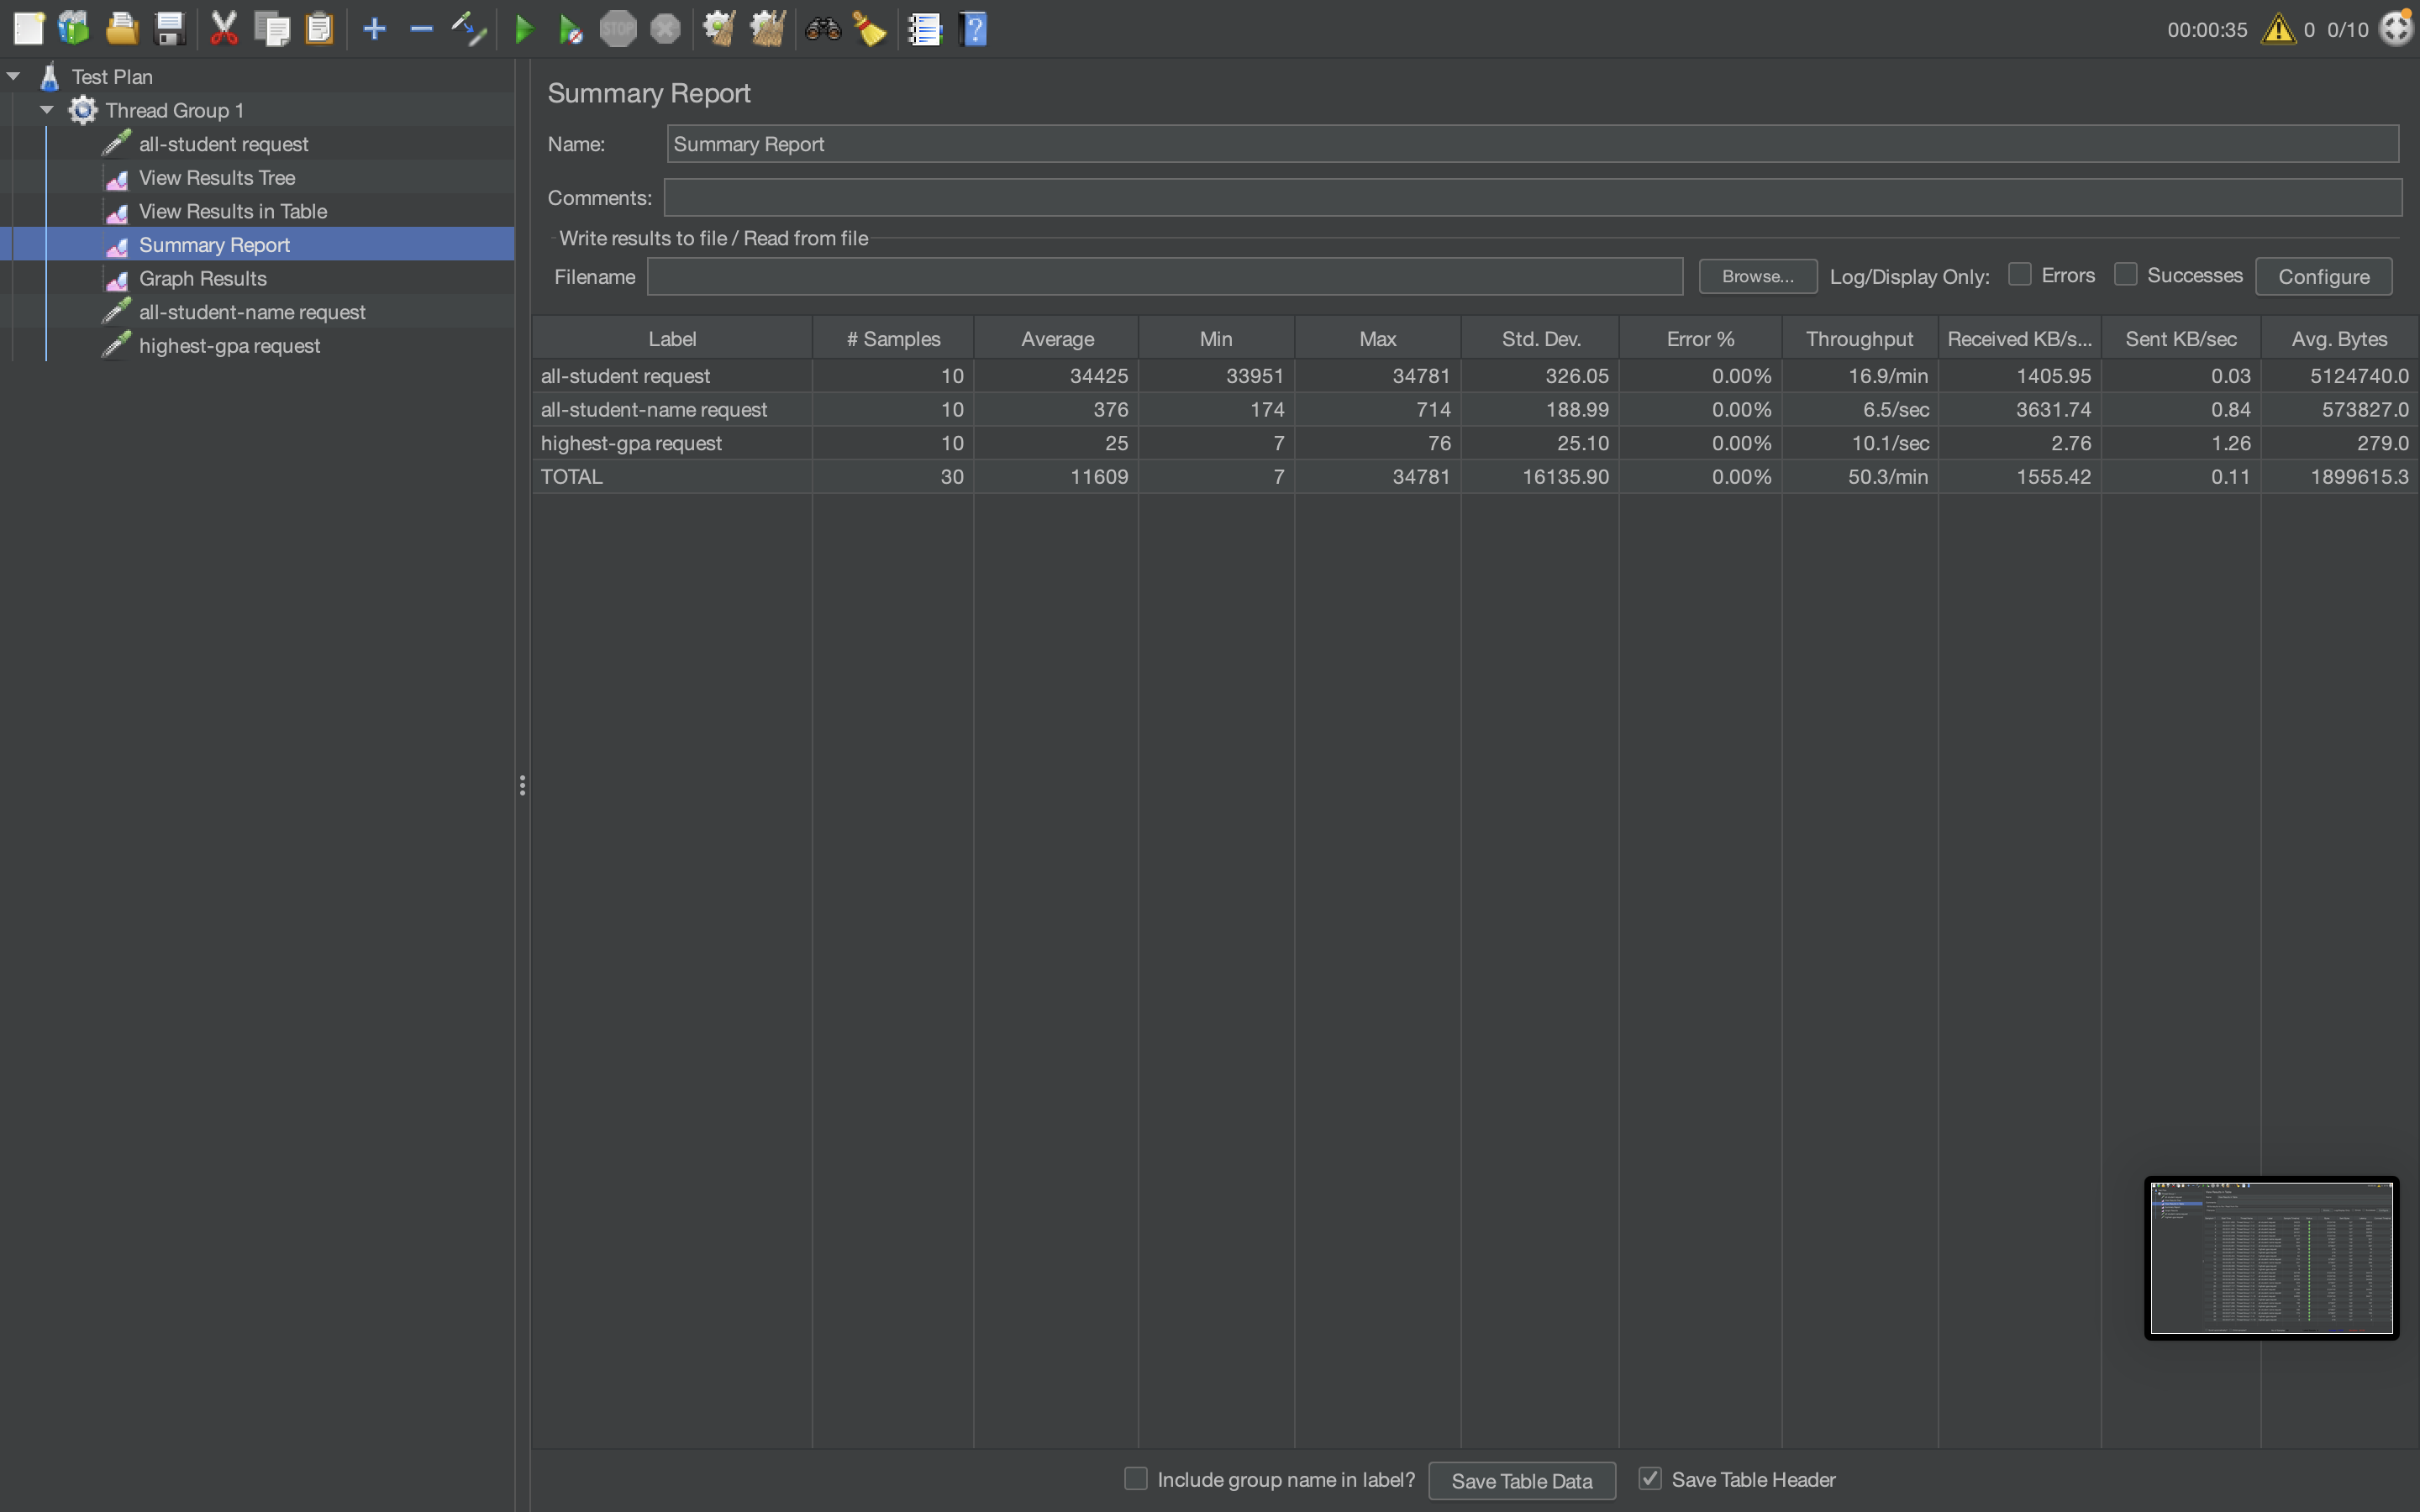 STOP
?
00:00:35 0 0/10
Test Plan
Thread Group 1
all-student request
View Results Tree
View Results in Table
Summary Report
Graph Results
all-student-name request
highest-gpa request
Summary Report
Name: Summary Report
Comments:
Write results to file / Read from file
Filename Browse... Log/Display Only: Errors Successes Configure
Label # Samples Average Min Max Std. Dev. Error % Throughput Received KB/s... Sent KB/sec Avg. Bytes
all-student request 10 34425 33951 34781 326.05 0.00% 16.9/min 1405.95 0.03 5124740.0
all-student-name request 10 376 174 714 188.99 0.00% 6.5/sec 3631.74 0.84 573827.0
highest-gpa request 10 25 7 76 25.10 0.00% 10.1/sec 2.76 1.26 279.0
TOTAL 30 11609 7 34781 16135.90 0.00% 50.3/min 1555.42 0.11 1899615.3
Include group name in label? Save Table Data Save Table Header